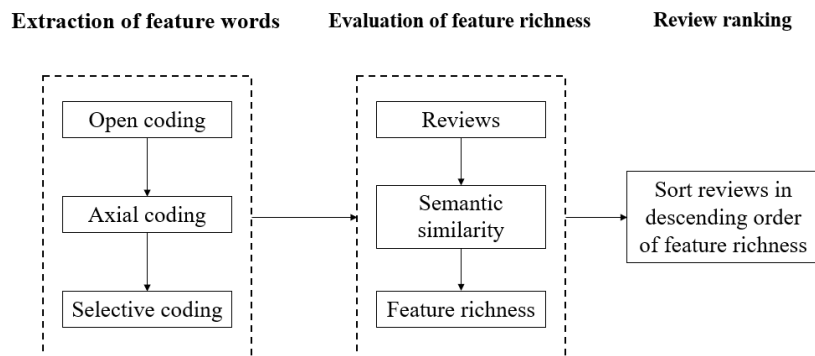 Extraction of feature words
Evaluation of feature richness
Review ranking
Open coding
Axial coding
Selective coding
Reviews
Semantic
similarity
Feature richness
Sort reviews in
descending order
of feature richness